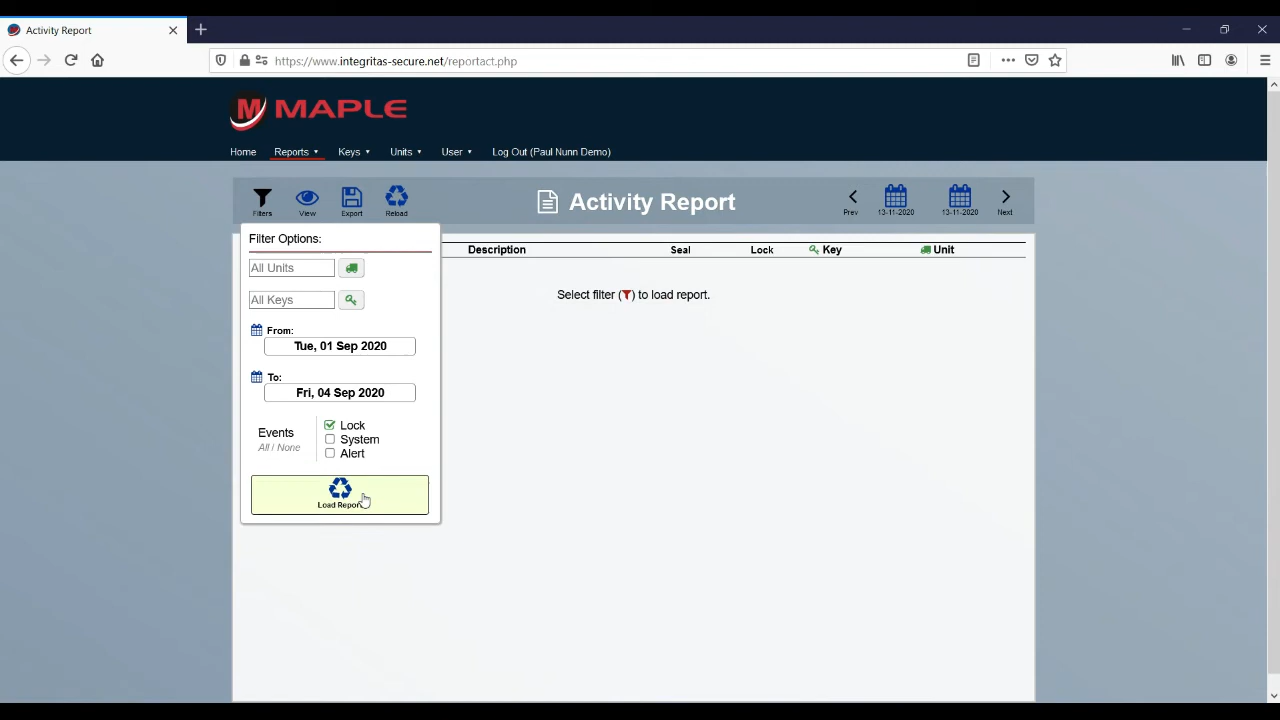 Activity Report
https://www.integritas-secure.net/reportact.php
M MAPLE
Home Reports Keys Units User Log Out (Paul Nunn Demo)
Filters View Export Reload
Activity Report
Prev 13-11-2020 13-11-2020 Next
Filter Options:
Description Seal Lock Key Unit
All Units
Select filter ( ) to load report.
All Keys
From:
Tue, 01 Sep 2020
To:
Fri, 04 Sep 2020
Events
All / None
Lock
System
Alert
Load Report